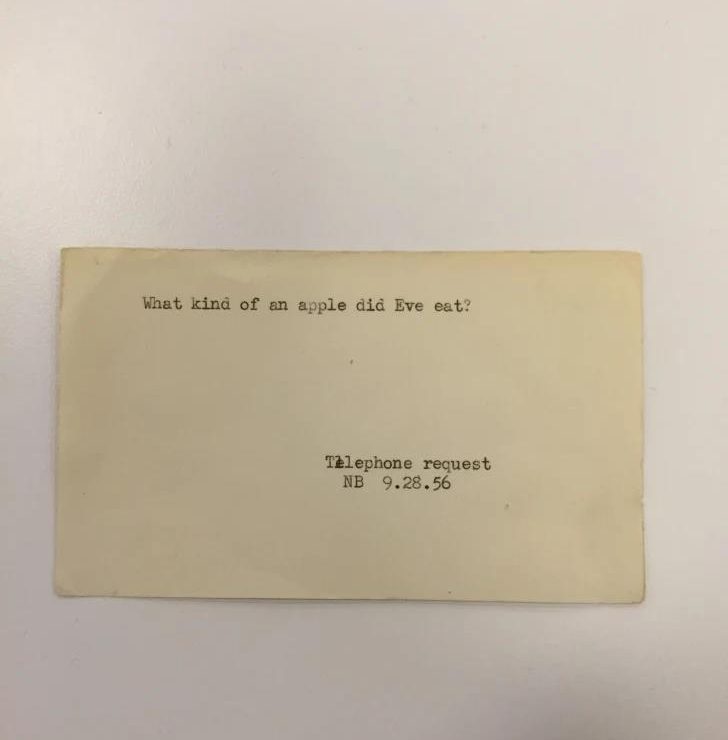 What kind of an apple did Eve eat?
Telephone request
NB 9.28.56